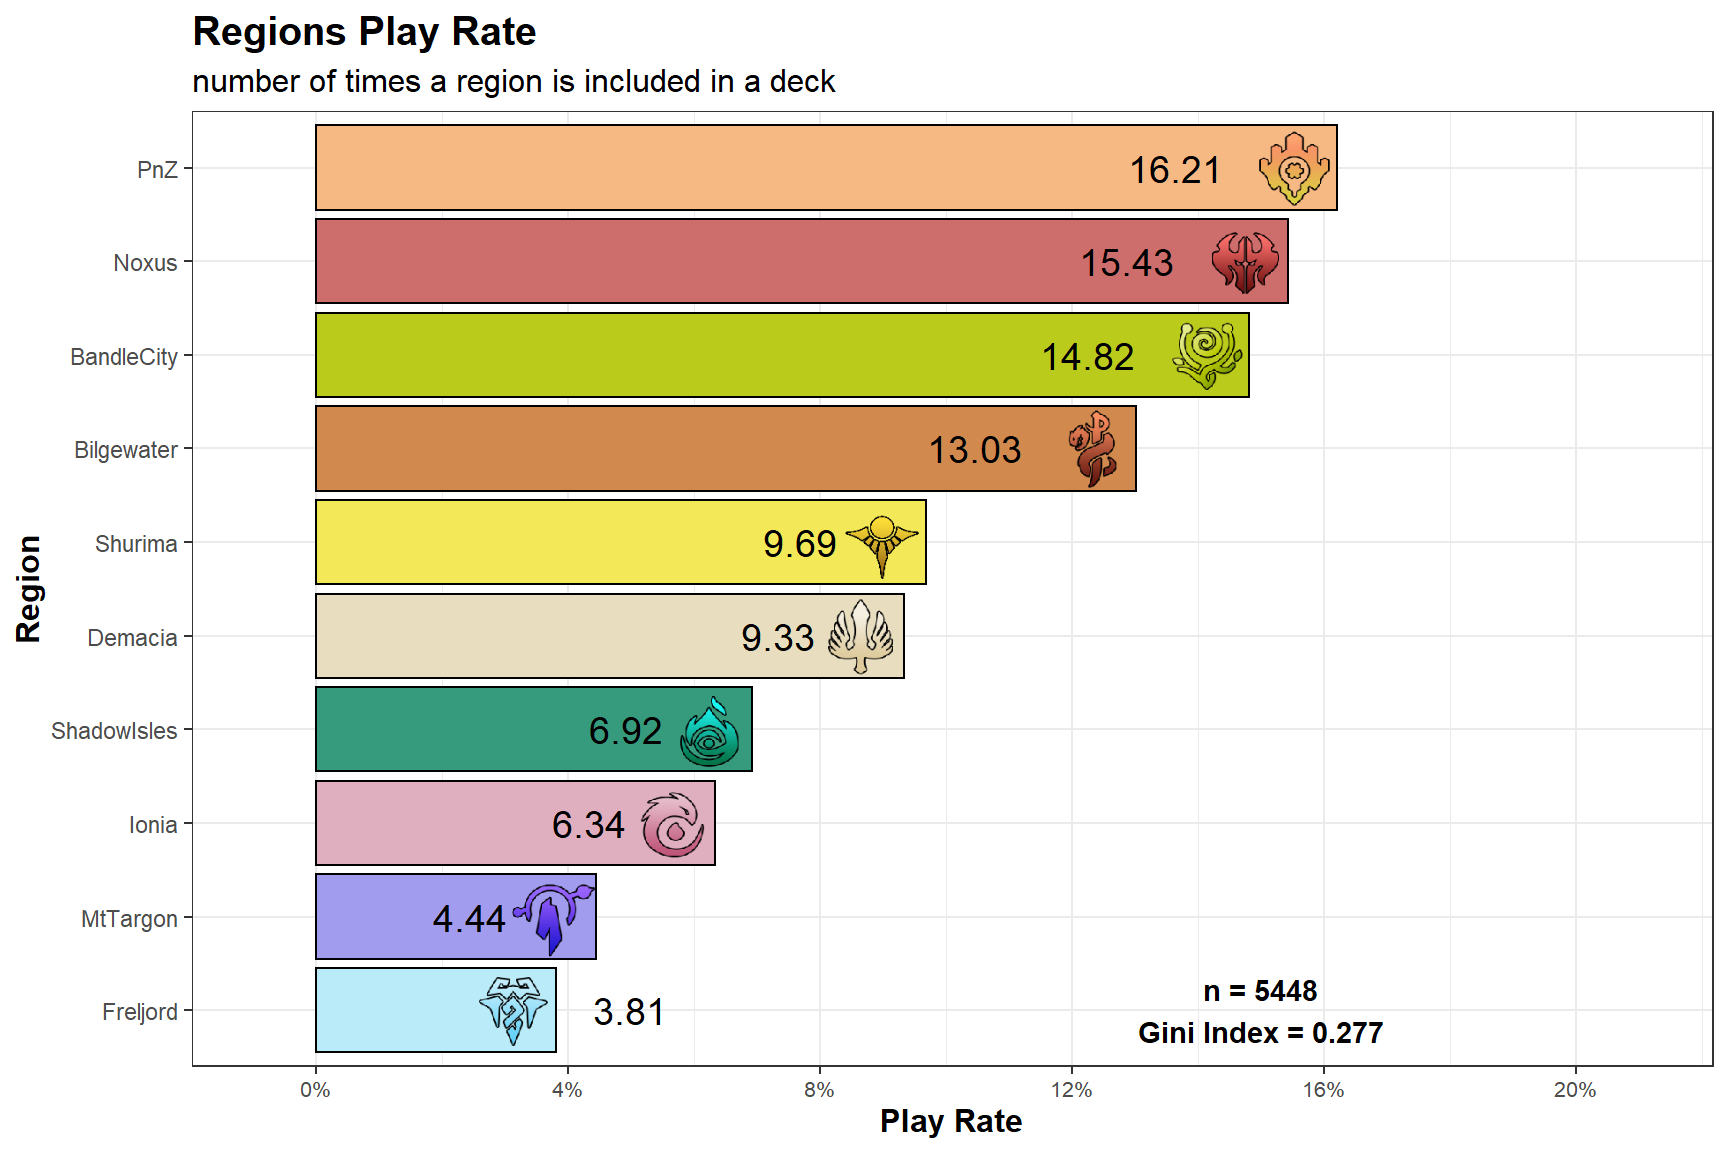 Regions Play Rate
number of times a region is included in a deck
PnZ 16.21
Noxus 15.43
BandleCity 14.82
Bilgewater 13.03
Shurima 9.69
Demacia 9.33
ShadowIsles 6.92
Ionia 6.34
MtTargon 4.44
Freljord 3.81
n = 5448
Gini Index = 0.277
0% 4% 8% 12% 16% 20%
Play Rate
Region